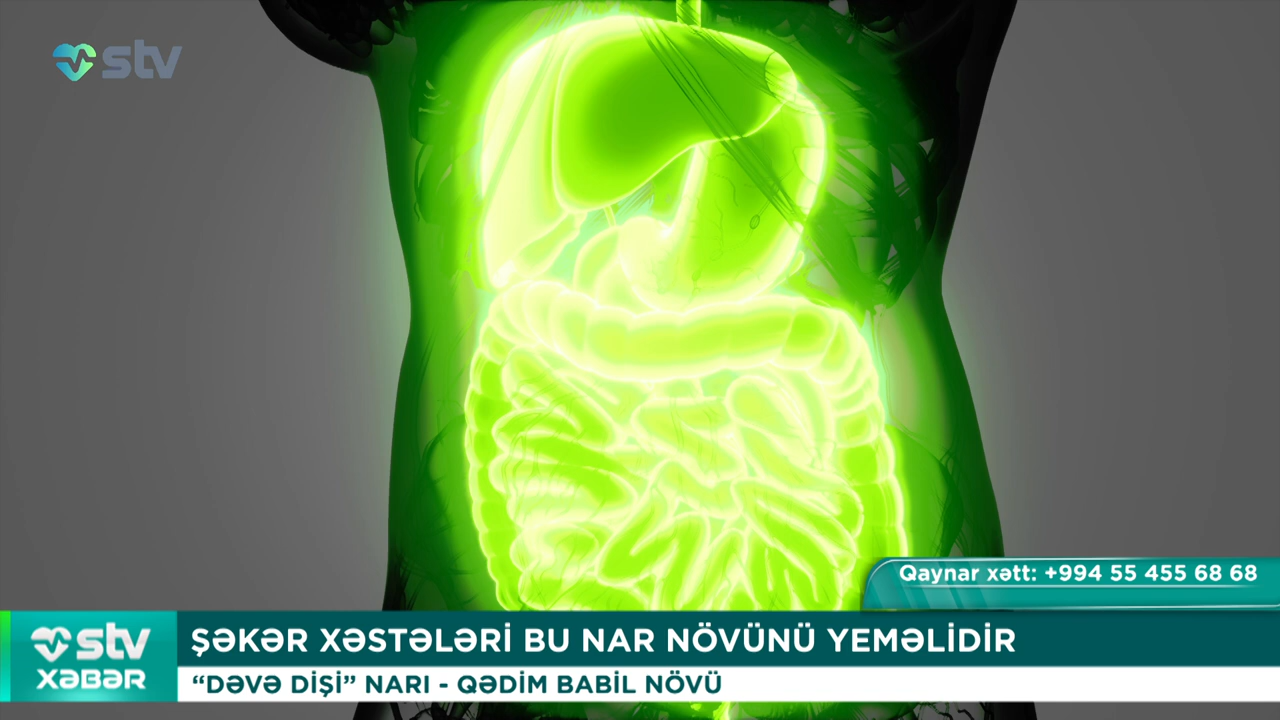 stv
Qaynar xətt: +994 55 455 68 68
stv
XƏBƏR
ŞƏKƏR XƏSTƏLƏRİ BU NAR NÖVÜNÜ YEMƏLİDİR
“DƏVƏ DİŞİ” NARI - QƏDİM BABİL NÖVÜ